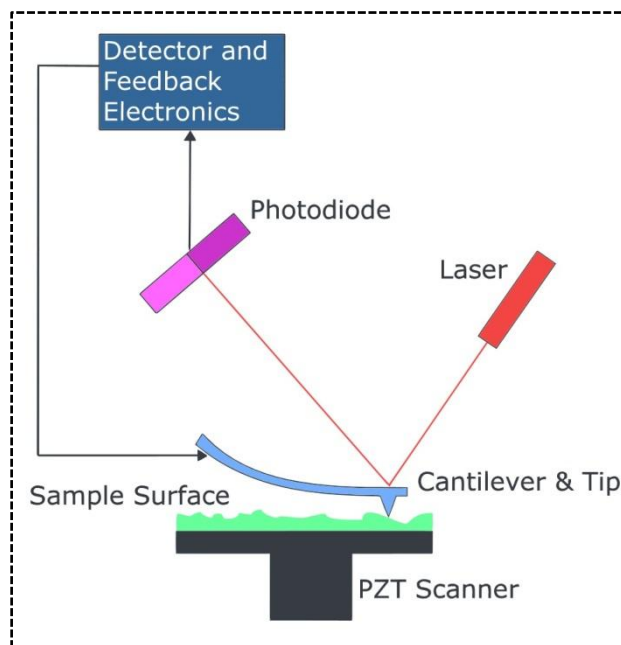 Detector and
Feedback
Electronics
Photodiode
Laser
Cantilever & Tip
Sample Surface
PZT Scanner